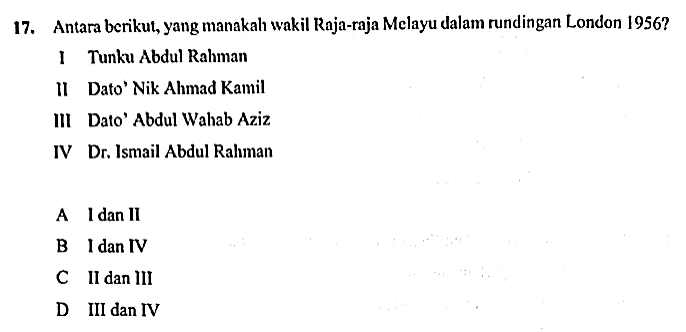 17. Antara berikut, yang manakah wakil Raja-raja Melayu dalam rundingan London 1956?
I Tunku Abdul Rahman
II Dato' Nik Ahmad Kamil
III Dato' Abdul Wahab Aziz
IV Dr. Ismail Abdul Rahman
A I dan II
B I dan IV
C II dan III
D III dan IV